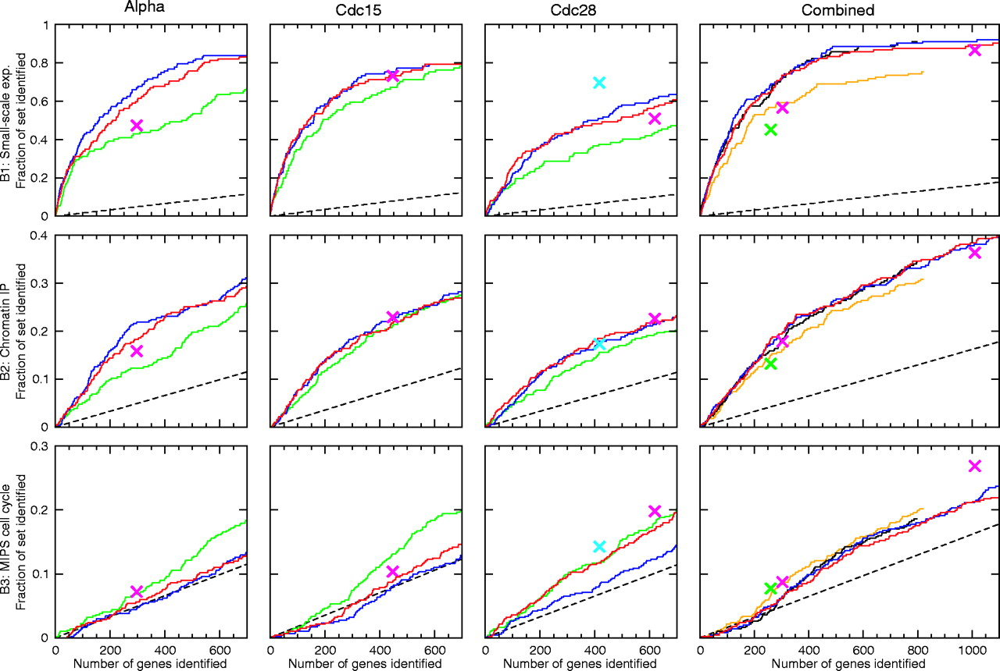 Alpha Cdc15 Cdc28 Combined
B1: Small-scale exp.
Fraction of set identified
1
0.8
0.6
0.4
0.2
0
B2: Chromatin IP
Fraction of set identified
0.4
0.3
0.2
0.1
0
B3: MIPS cell cycle
Fraction of set identified
0.3
0.2
0.1
0
0 200 400 600 0 200 400 600 0 200 400 600 0 200 400 600 800 1000
Number of genes identified Number of genes identified Number of genes identified Number of genes identified